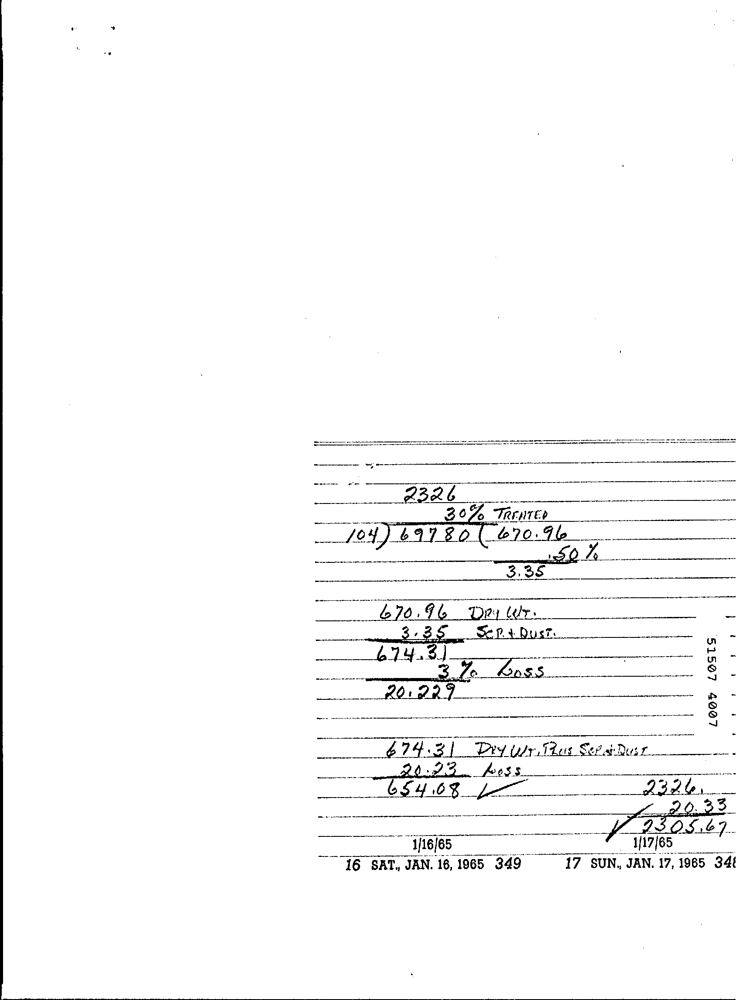 2326
30% TREATED
104) 69780 ( 670.96
.50 %
3.35
670.96 DRY WT.
3.35 SCR. + DUST.
674.31
3 % LOSS
20.229
674.31 DRY WT, PLUS SCR. + DUST
20.23 LOSS
654.08 ✓
2326.
20.33
✓ 2305.67
1/16/65 1/17/65
16 SAT., JAN. 16, 1965 349 17 SUN., JAN. 17, 1965 348
51507 4007